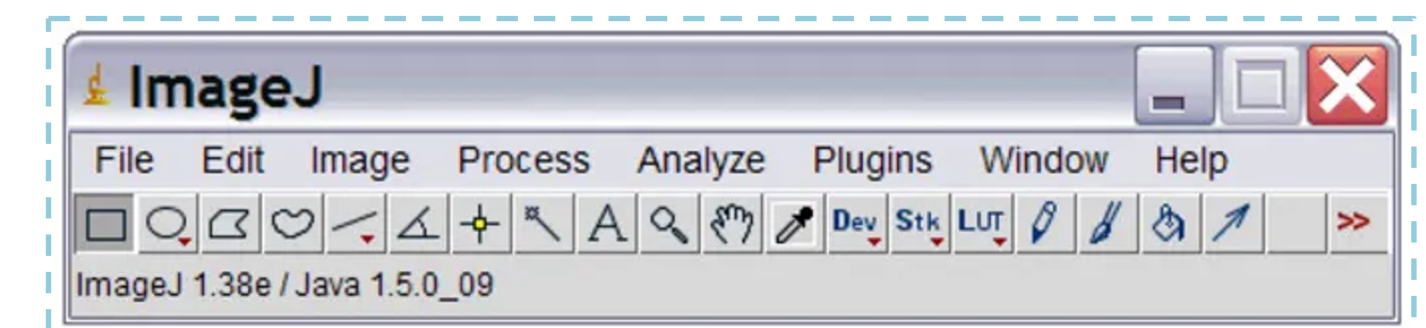 ImageJ
File Edit Image Process Analyze Plugins Window Help
A Dev Stk LUT >>
ImageJ 1.38e / Java 1.5.0_09